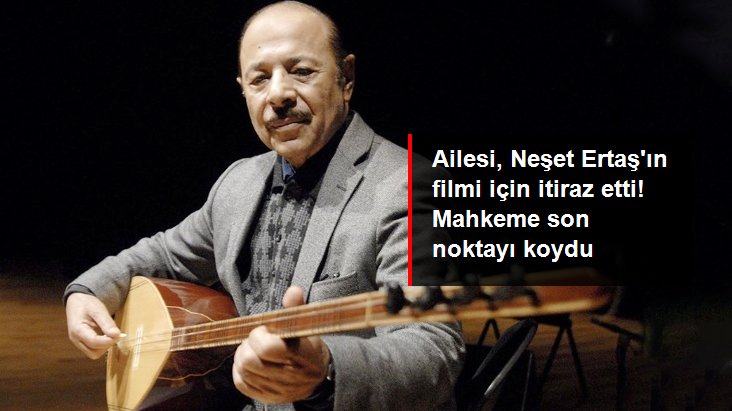 Ailesi, Neşet Ertaş'ın
filmi için itiraz etti!
Mahkeme son
noktayı koydu